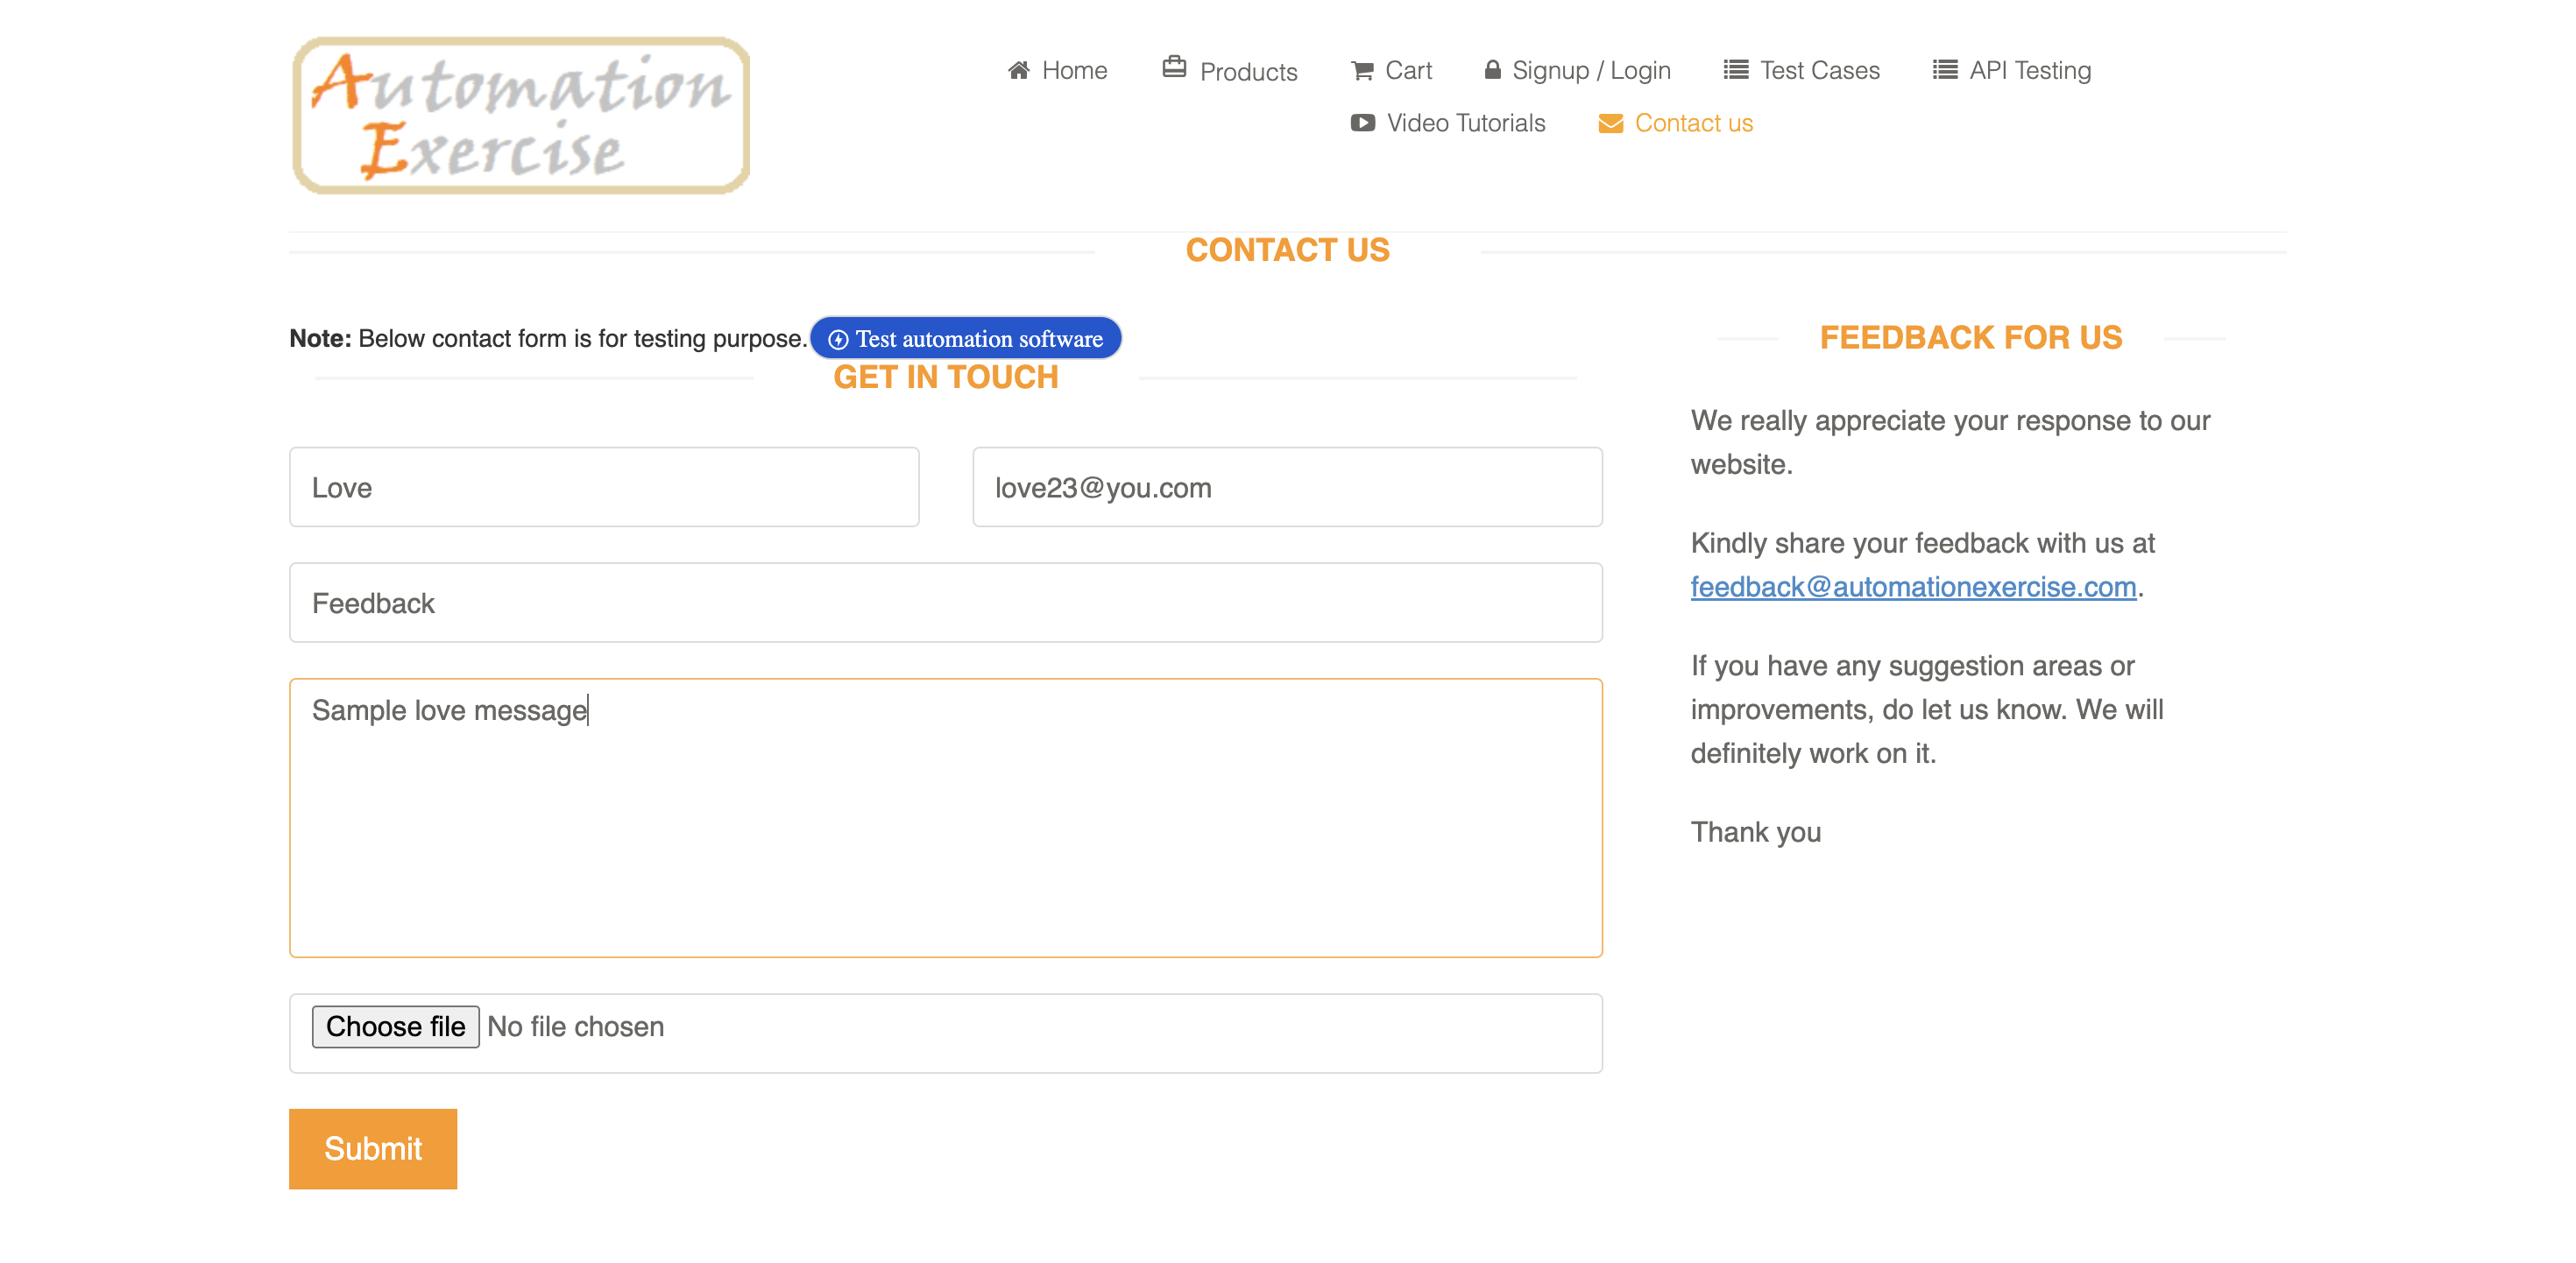 Automation
Exercise
Home Products Cart Signup / Login Test Cases API Testing
Video Tutorials Contact us
CONTACT US
Note: Below contact form is for testing purpose. Test automation software
GET IN TOUCH
Love love23@you.com
Feedback
Sample love message
Choose file No file chosen
Submit
FEEDBACK FOR US
We really appreciate your response to our
website.
Kindly share your feedback with us at
feedback@automationexercise.com.
If you have any suggestion areas or
improvements, do let us know. We will
definitely work on it.
Thank you